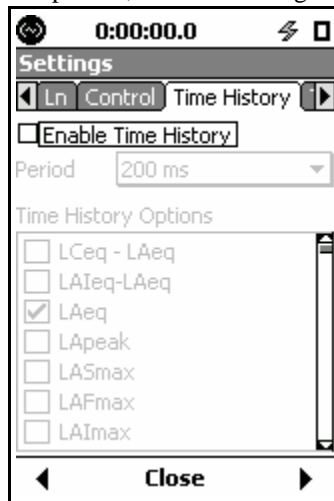 0:00:00.0
Settings
Ln Control Time History
Enable Time History
Period 200 ms
Time History Options
LCeq - LAeq
LAIeq-LAeq
LAeq
LApeak
LASmax
LAFmax
LAImax
Close